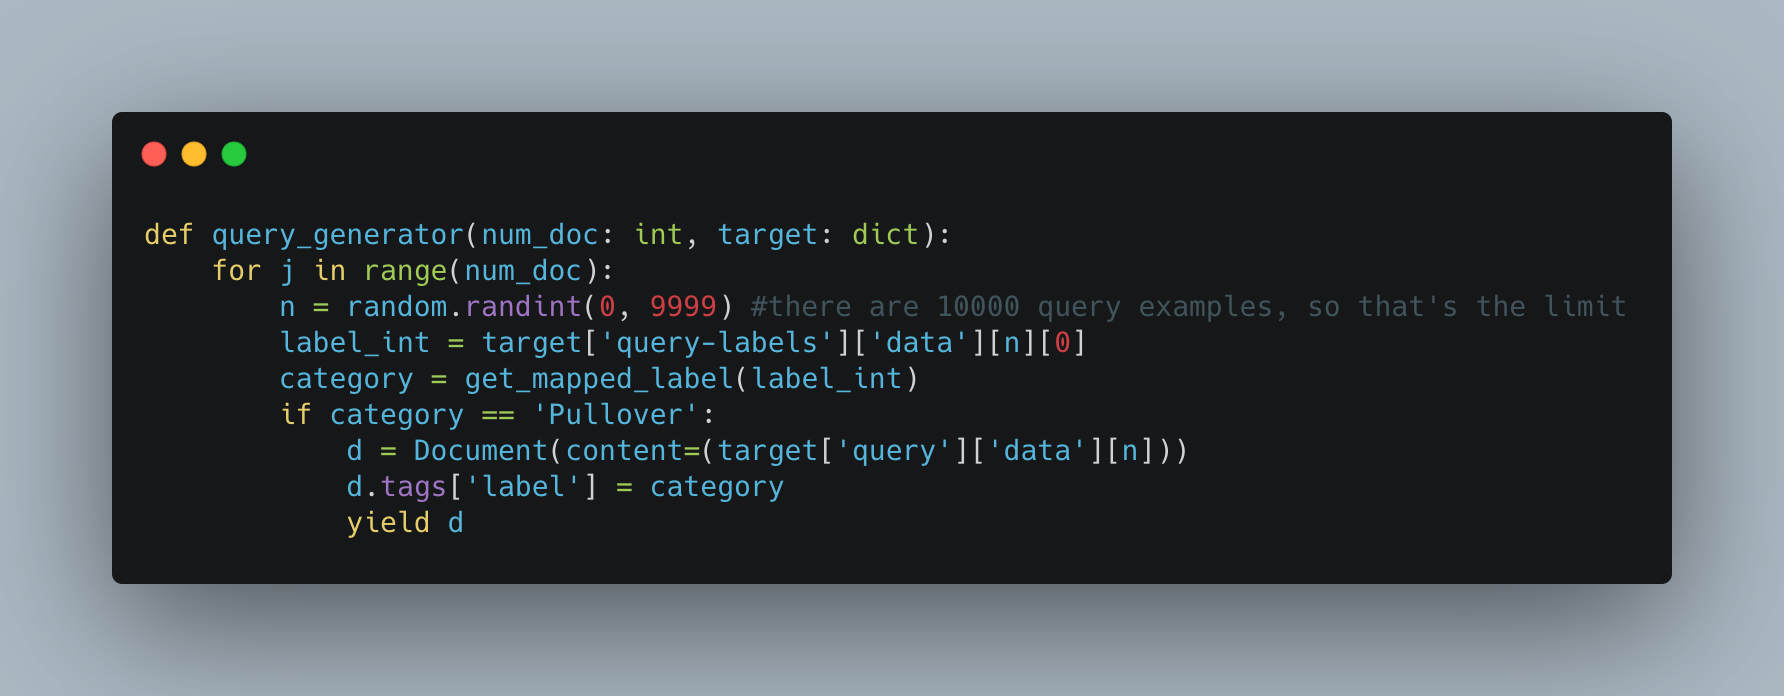 def query_generator(num_doc: int, target: dict):
    for j in range(num_doc):
        n = random.randint(0, 9999) #there are 10000 query examples, so that's the limit
        label_int = target['query-labels']['data'][n][0]
        category = get_mapped_label(label_int)
        if category == 'Pullover':
            d = Document(content=(target['query']['data'][n]))
            d.tags['label'] = category
            yield d